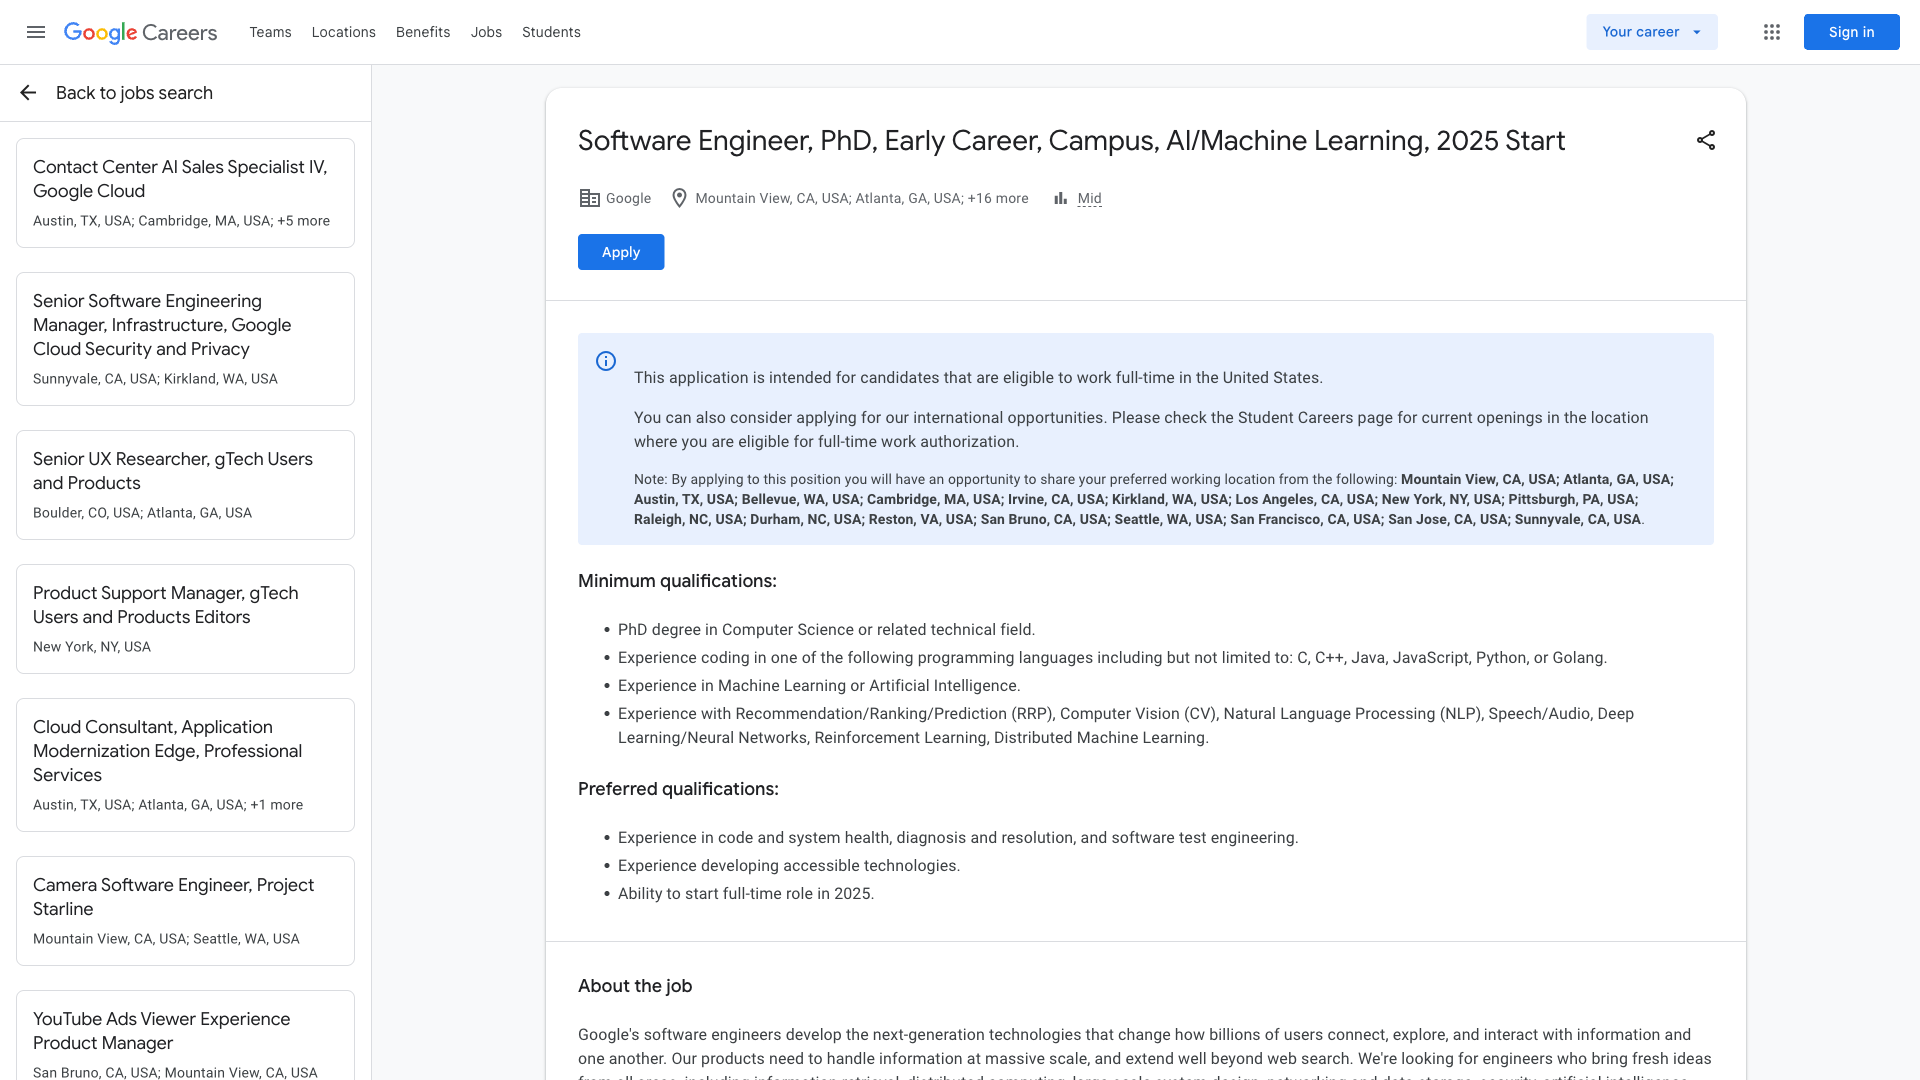 Google Careers
Teams
Locations
Benefits
Jobs
Students
Your career
Sign in
Back to jobs search
Contact Center AI Sales Specialist IV,
Google Cloud
Austin, TX, USA; Cambridge, MA, USA; +5 more
Senior Software Engineering
Manager, Infrastructure, Google
Cloud Security and Privacy
Sunnyvale, CA, USA; Kirkland, WA, USA
Senior UX Researcher, gTech Users
and Products
Boulder, CO, USA; Atlanta, GA, USA
Product Support Manager, gTech
Users and Products Editors
New York, NY, USA
Cloud Consultant, Application
Modernization Edge, Professional
Services
Austin, TX, USA; Atlanta, GA, USA; +1 more
Camera Software Engineer, Project
Starline
Mountain View, CA, USA; Seattle, WA, USA
YouTube Ads Viewer Experience
Product Manager
San Bruno, CA, USA; Mountain View, CA, USA
Software Engineer, PhD, Early Career, Campus, AI/Machine Learning, 2025 Start
Google
Mountain View, CA, USA; Atlanta, GA, USA; +16 more
Mid
Apply
This application is intended for candidates that are eligible to work full-time in the United States.
You can also consider applying for our international opportunities. Please check the Student Careers page for current openings in the location
where you are eligible for full-time work authorization.
Note: By applying to this position you will have an opportunity to share your preferred working location from the following: Mountain View, CA, USA; Atlanta, GA, USA;
Austin, TX, USA; Bellevue, WA, USA; Cambridge, MA, USA; Irvine, CA, USA; Kirkland, WA, USA; Los Angeles, CA, USA; New York, NY, USA; Pittsburgh, PA, USA;
Raleigh, NC, USA; Durham, NC, USA; Reston, VA, USA; San Bruno, CA, USA; Seattle, WA, USA; San Francisco, CA, USA; San Jose, CA, USA; Sunnyvale, CA, USA.
Minimum qualifications:
• PhD degree in Computer Science or related technical field.
• Experience coding in one of the following programming languages including but not limited to: C, C++, Java, JavaScript, Python, or Golang.
• Experience in Machine Learning or Artificial Intelligence.
• Experience with Recommendation/Ranking/Prediction (RRP), Computer Vision (CV), Natural Language Processing (NLP), Speech/Audio, Deep
Learning/Neural Networks, Reinforcement Learning, Distributed Machine Learning.
Preferred qualifications:
• Experience in code and system health, diagnosis and resolution, and software test engineering.
• Experience developing accessible technologies.
• Ability to start full-time role in 2025.
About the job
Google's software engineers develop the next-generation technologies that change how billions of users connect, explore, and interact with information and
one another. Our products need to handle information at massive scale, and extend well beyond web search. We're looking for engineers who bring fresh ideas